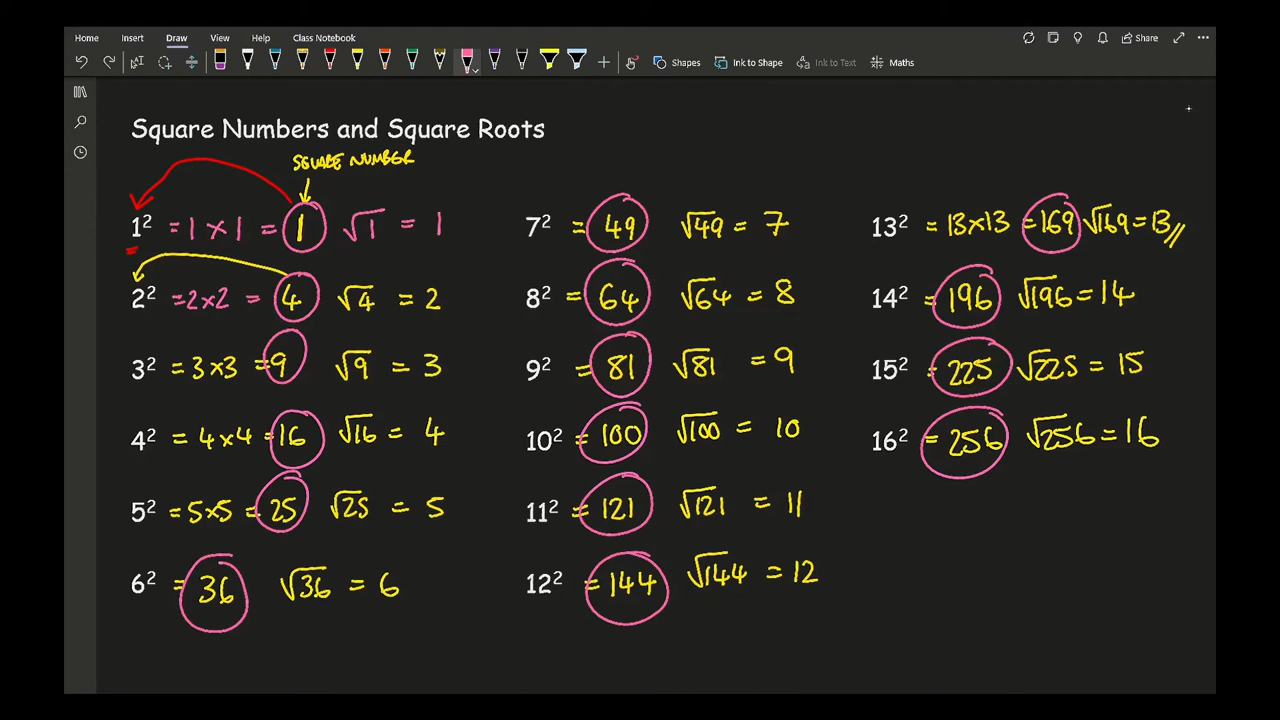 Home Insert Draw View Help Class Notebook Share
Shapes Ink to Shape Ink to Text Maths
Square Numbers and Square Roots
SQUARE NUMBER
1² = 1 × 1 = 1 √1 = 1
2² = 2×2 = 4 √4 = 2
3² = 3×3 = 9 √9 = 3
4² = 4×4 = 16 √16 = 4
5² = 5×5 = 25 √25 = 5
6² = 36 √36 = 6
7² = 49 √49 = 7
8² = 64 √64 = 8
9² = 81 √81 = 9
10² = 100 √100 = 10
11² = 121 √121 = 11
12² = 144 √144 = 12
13² = 13×13 = 169 √169 = 13//
14² = 196 √196 = 14
15² = 225 √225 = 15
16² = 256 √256 = 16